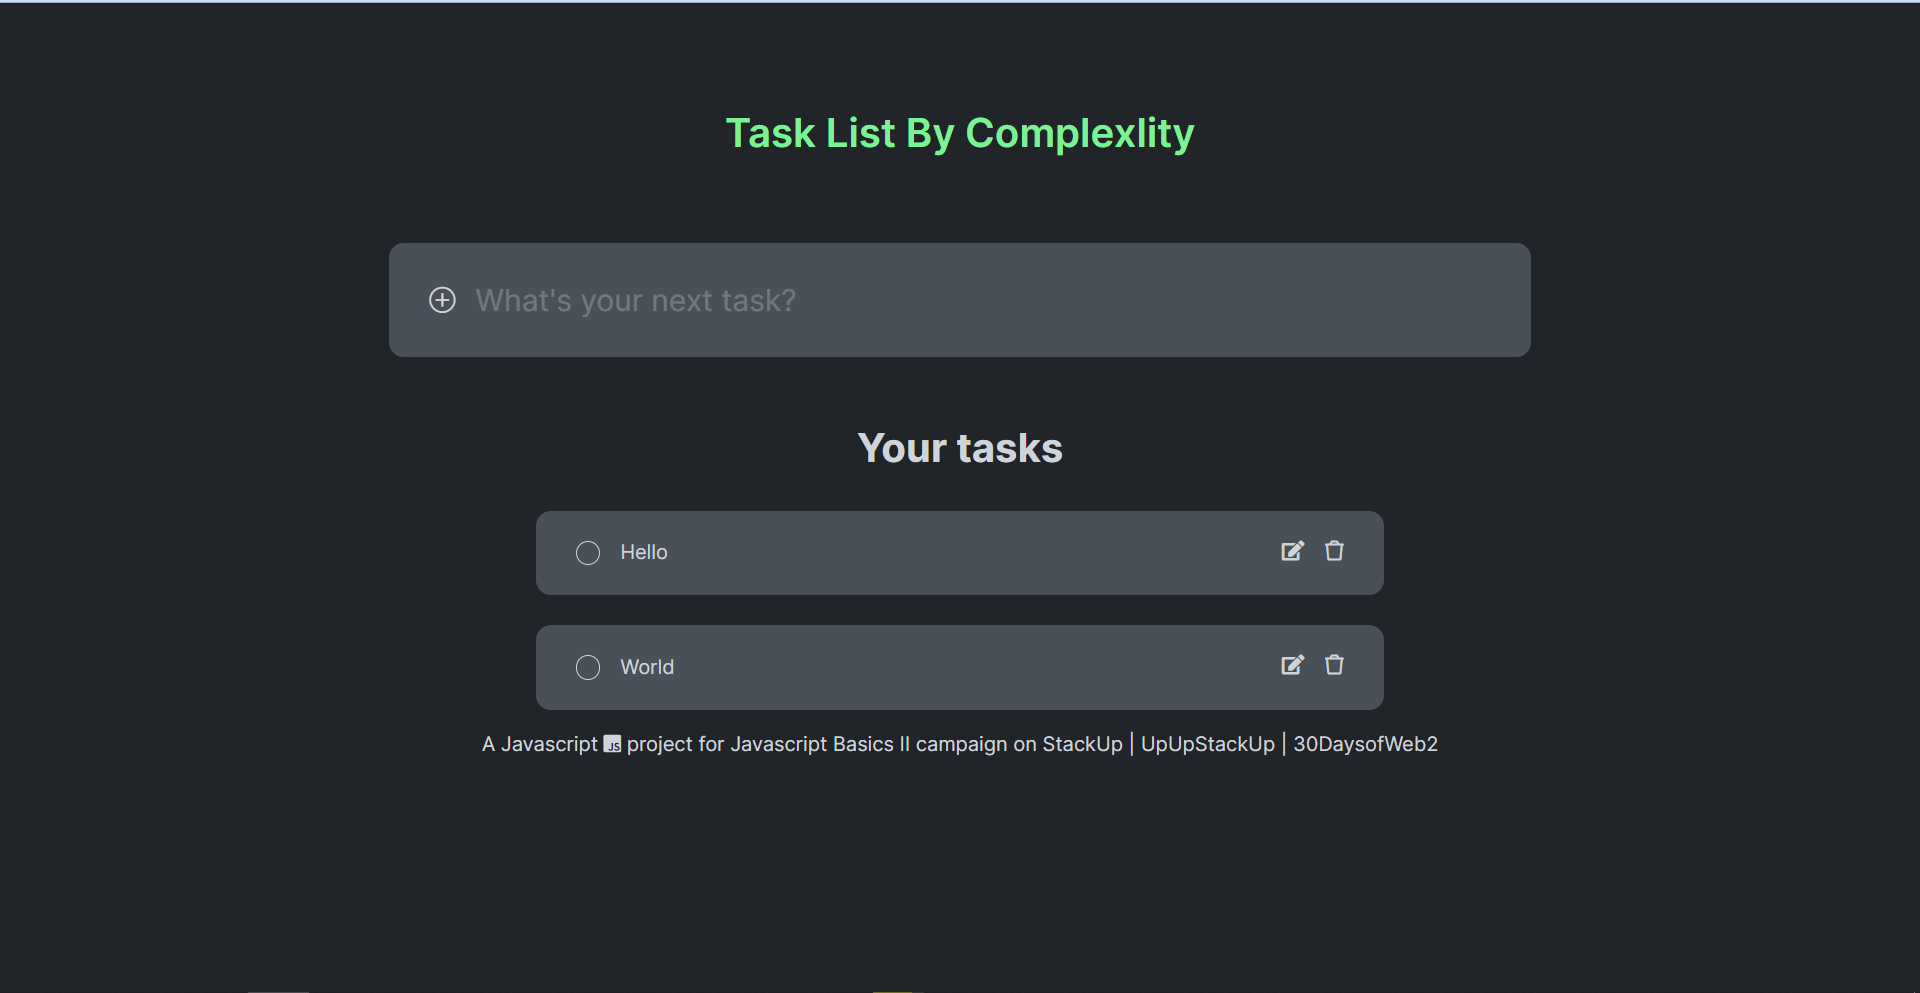 Task List By Complexlity
What's your next task?
Your tasks
Hello
World
A Javascript JS project for Javascript Basics II campaign on StackUp | UpUpStackUp | 30DaysofWeb2